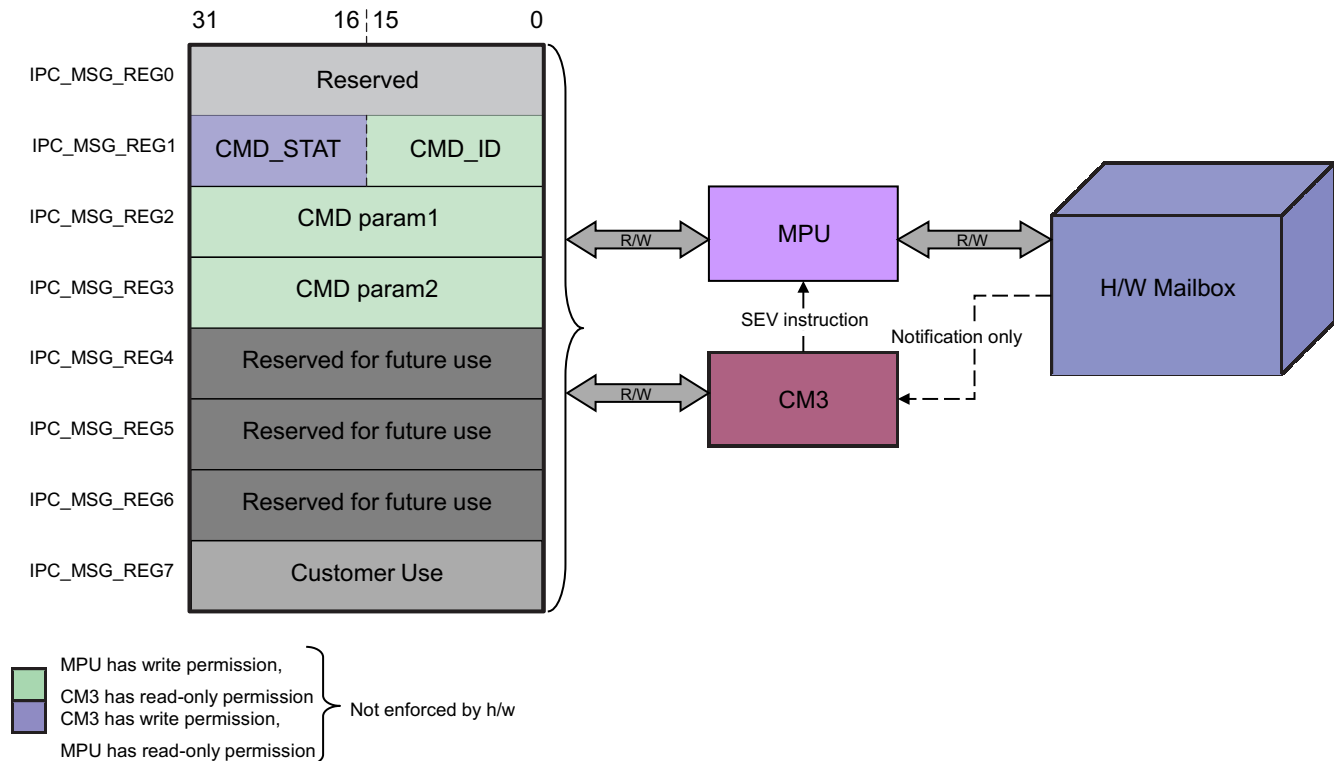 31 16 15 0
IPC_MSG_REG0 Reserved
IPC_MSG_REG1 CMD_STAT CMD_ID
IPC_MSG_REG2 CMD param1
IPC_MSG_REG3 CMD param2
IPC_MSG_REG4 Reserved for future use
IPC_MSG_REG5 Reserved for future use
IPC_MSG_REG6 Reserved for future use
IPC_MSG_REG7 Customer Use
R/W
MPU
R/W
H/W Mailbox
SEV instruction
Notification only
R/W
CM3
MPU has write permission,
CM3 has read-only permission
CM3 has write permission,
MPU has read-only permission
Not enforced by h/w